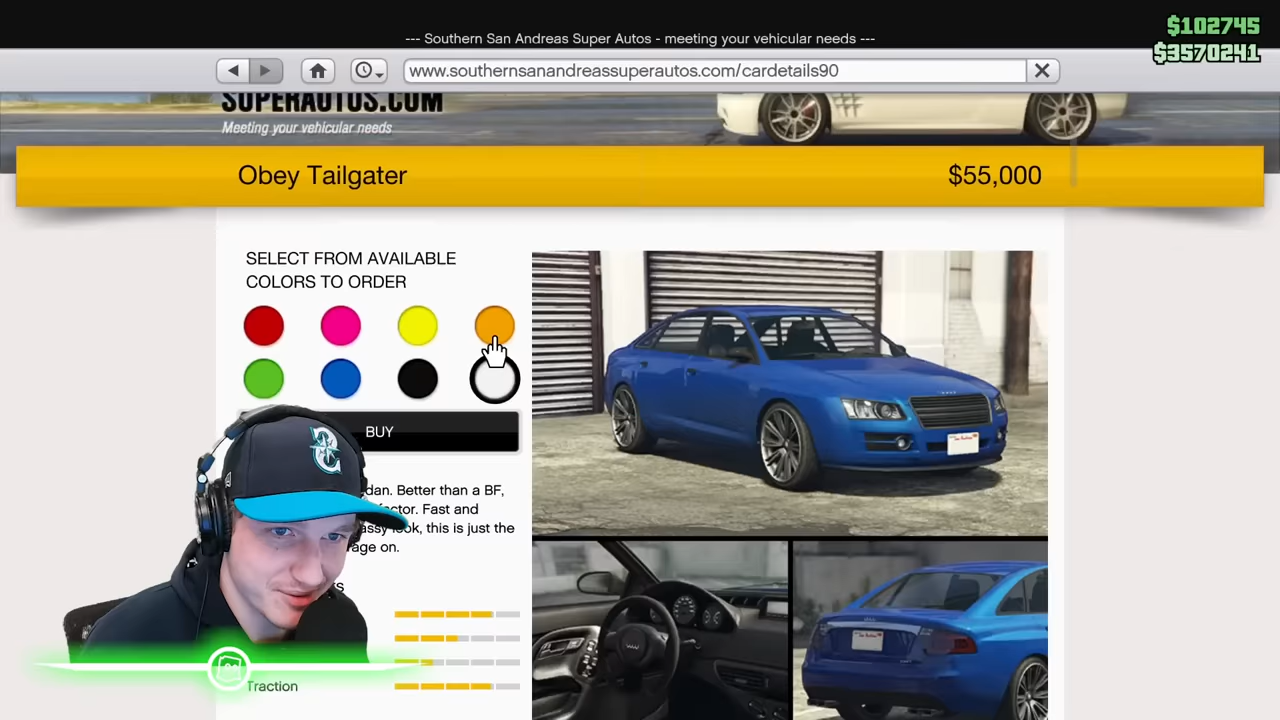 $102745
--- Southern San Andreas Super Autos - meeting your vehicular needs ---
$3570241
www.southernsanandreassuperautos.com/cardetails90
SUPERAUTOS.COM
Meeting your vehicular needs
Obey Tailgater
$55,000
SELECT FROM AVAILABLE
COLORS TO ORDER
BUY
dan. Better than a BF,
factor. Fast and
assy look, this is just the
age on.
Traction